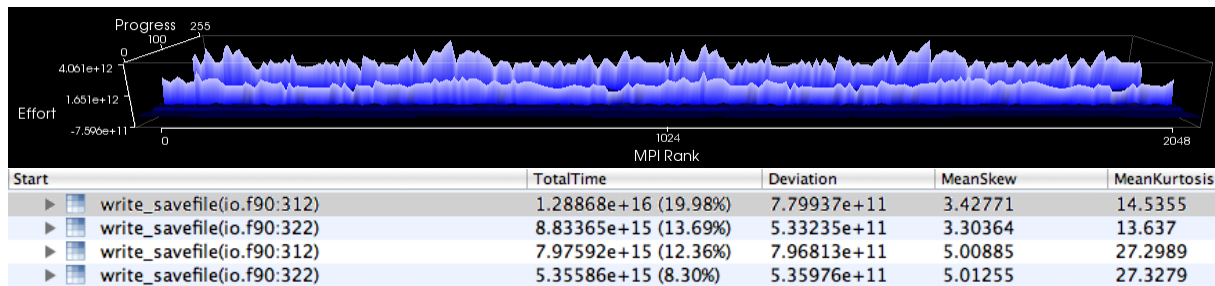 Progress
255
100
0
4.061e+12
1.651e+12
Effort
-7.596e+11
0
1024
2048
MPI Rank
Start TotalTime Deviation MeanSkew MeanKurtosis
write_savefile(io.f90:312) 1.28868e+16 (19.98%) 7.79937e+11 3.42771 14.5355
write_savefile(io.f90:322) 8.83365e+15 (13.69%) 5.33235e+11 3.30364 13.637
write_savefile(io.f90:312) 7.97592e+15 (12.36%) 7.96813e+11 5.00885 27.2989
write_savefile(io.f90:322) 5.35586e+15 (8.30%) 5.35976e+11 5.01255 27.3279